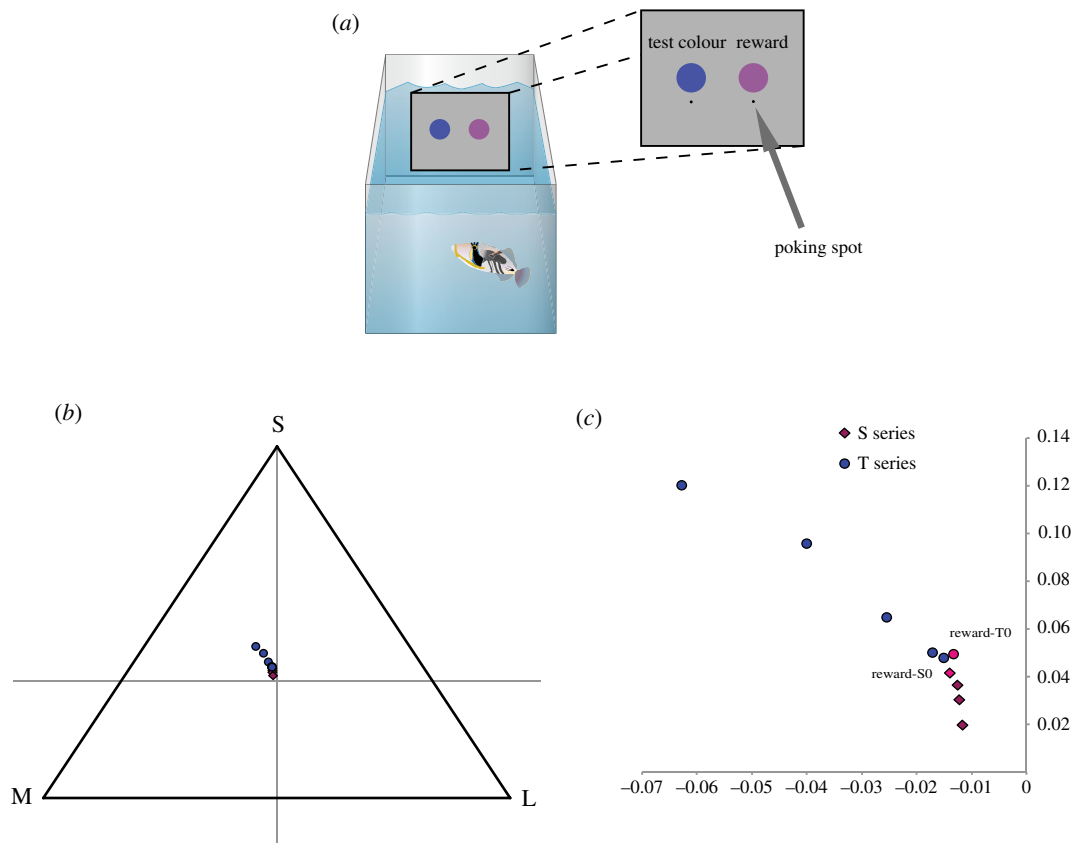 (a)
test colour reward
poking spot
(b)
S
M
L
(c)
S series
T series
0.14
0.12
0.10
0.08
0.06
0.04
0.02
reward-T0
reward-S0
–0.07 –0.06 –0.05 –0.04 –0.03 –0.02 –0.01 0